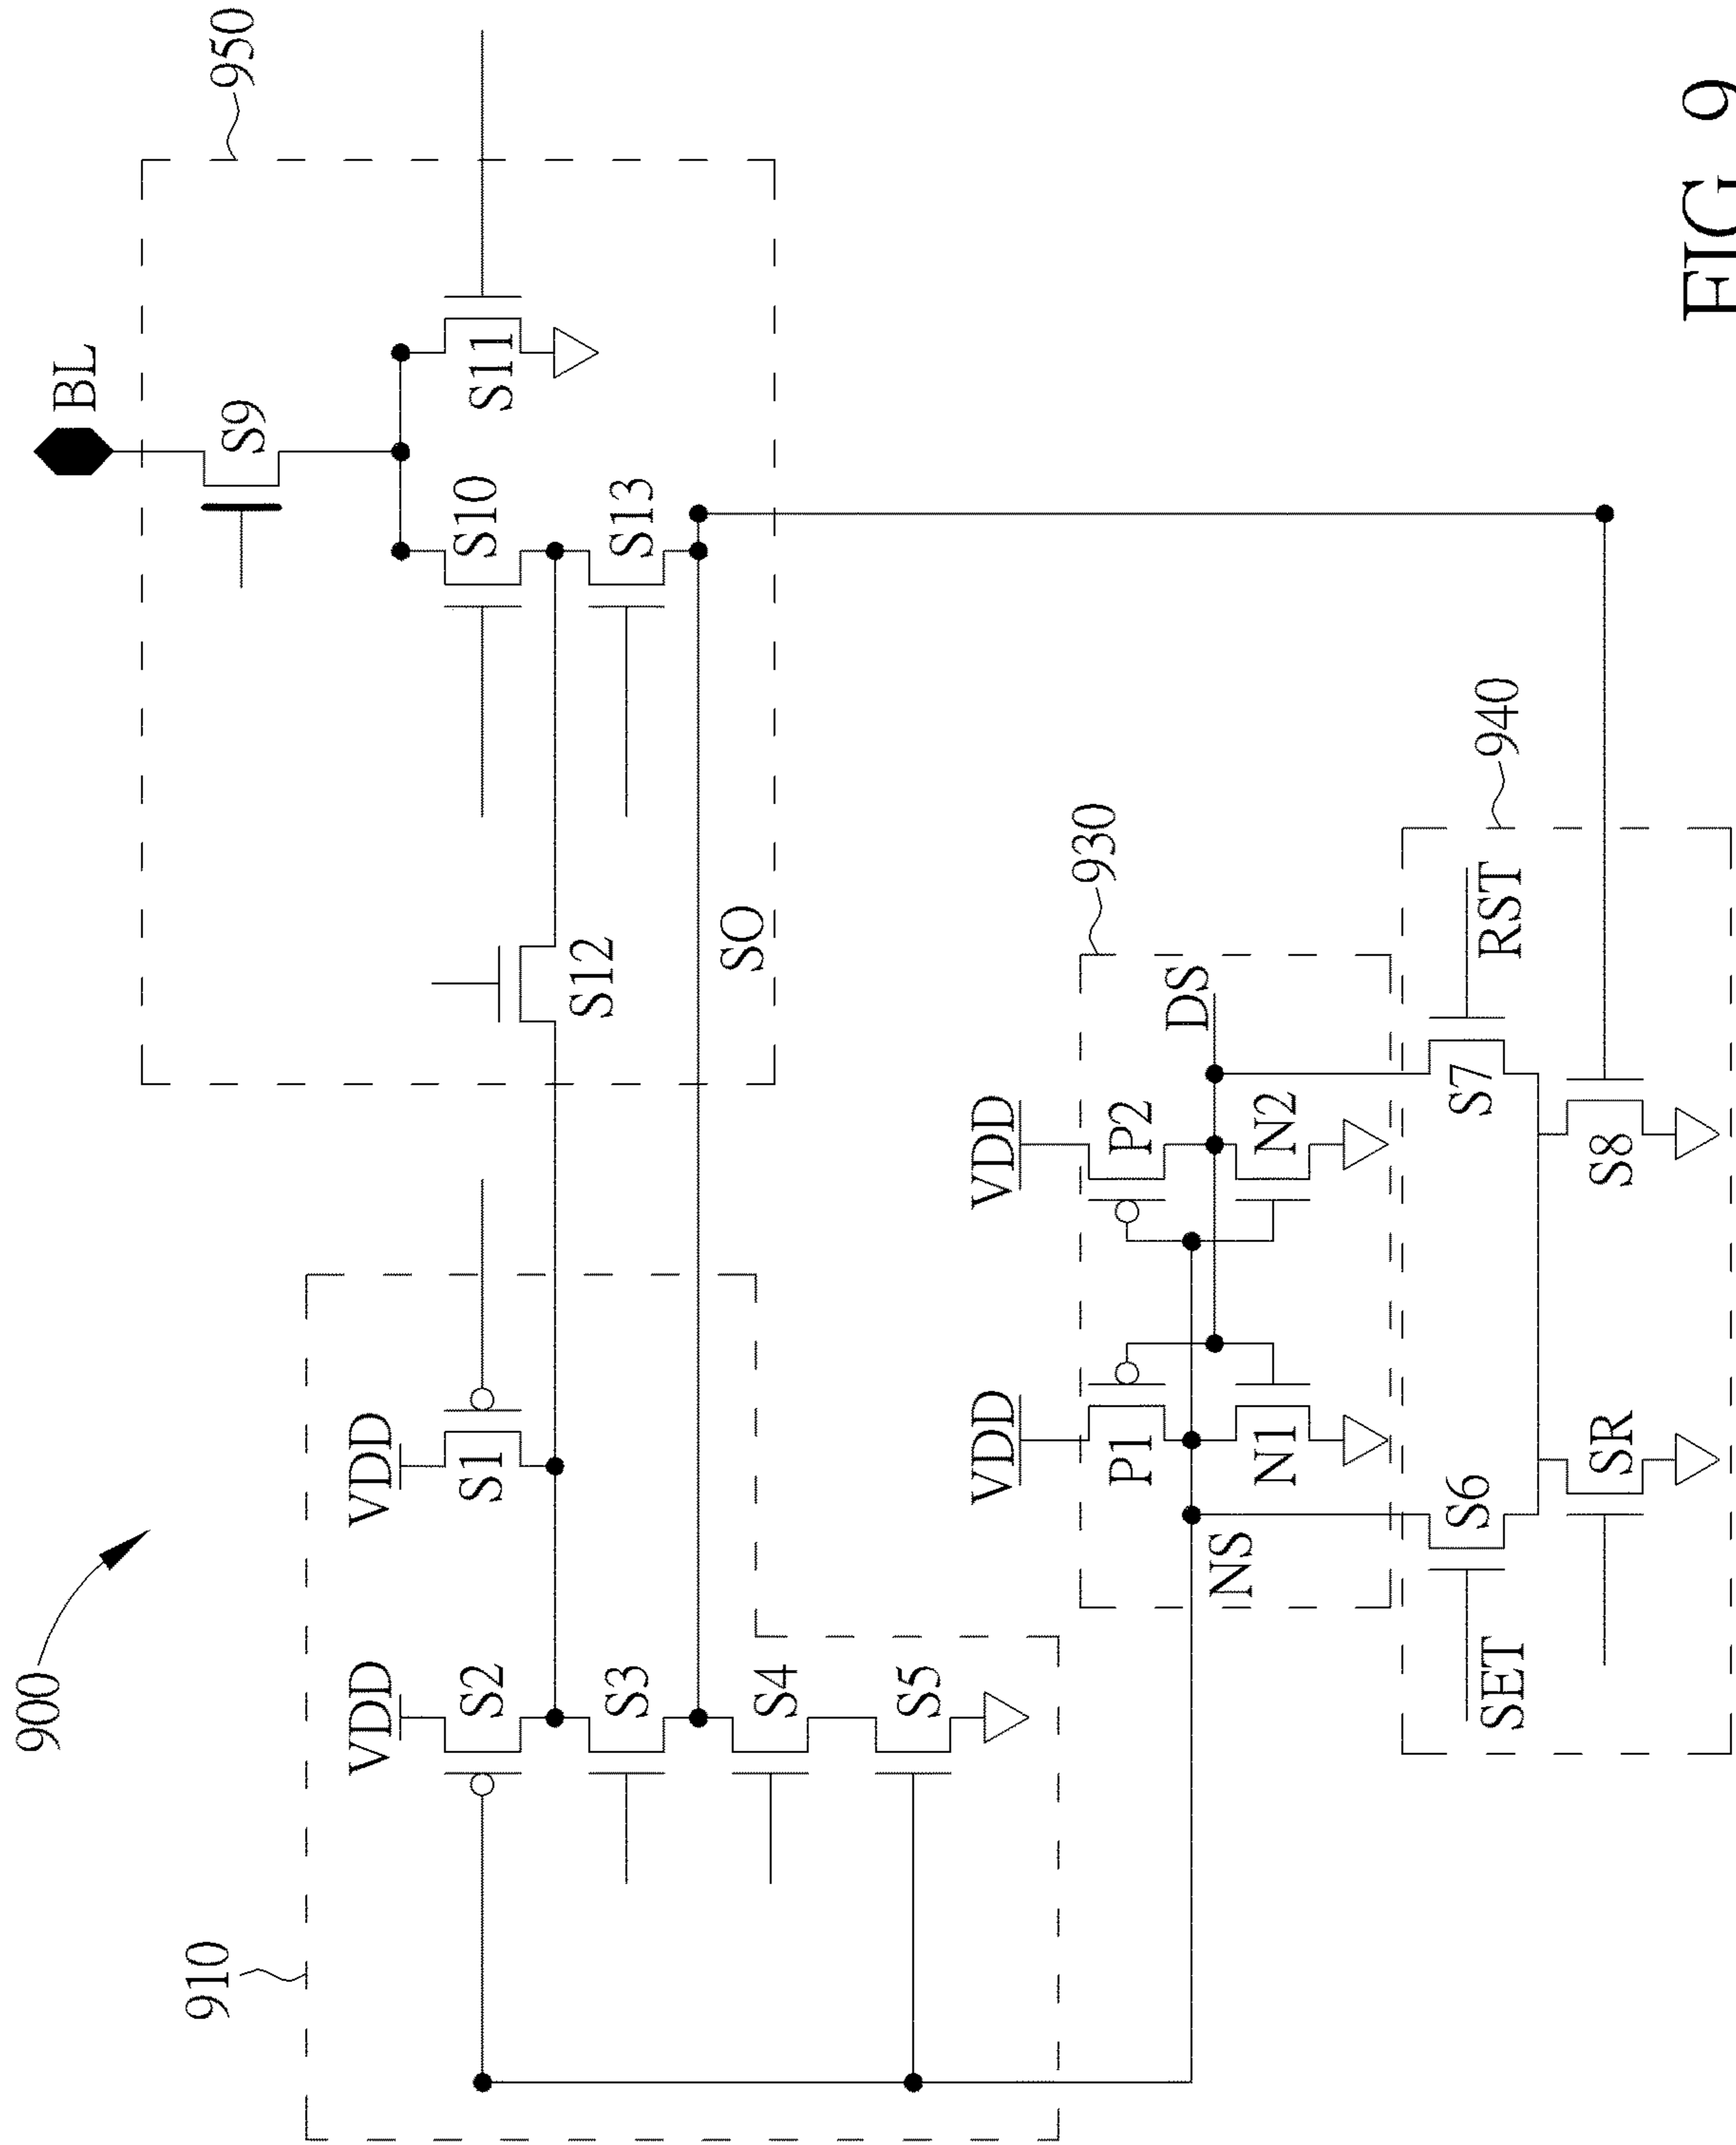 900
910
VDD
S2
S3
S4
S5
VDD
S1
S12
SO
BL
950
S9
S10
S11
S13
930
VDD
P1
N1
VDD
P2
N2
DS
NS
940
SET
S6
SR
RST
S7
S8
FIG 9